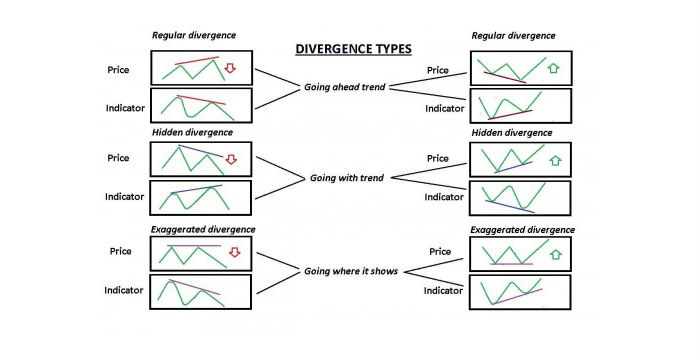 Regular divergence
Regular divergence
DIVERGENCE TYPES
Price
Price
Going ahead trend
Indicator
Indicator
Hidden divergence
Hidden divergence
Price
Price
Going with trend
Indicator
Indicator
Exaggerated divergence
Exaggerated divergence
Price
Price
Going where it shows
Indicator
Indicator